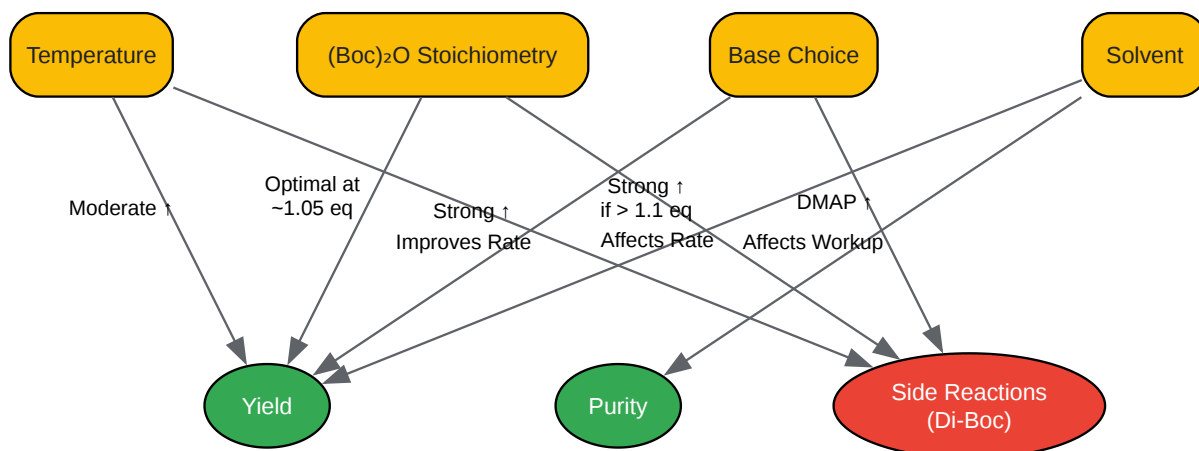 Temperature
(Boc)₂O Stoichiometry
Base Choice
Solvent
Moderate ↑
Optimal at
~1.05 eq
Strong ↑
Improves Rate
Strong ↑
if > 1.1 eq
Affects Rate
DMAP ↑
Affects Workup
Yield
Purity
Side Reactions
(Di-Boc)